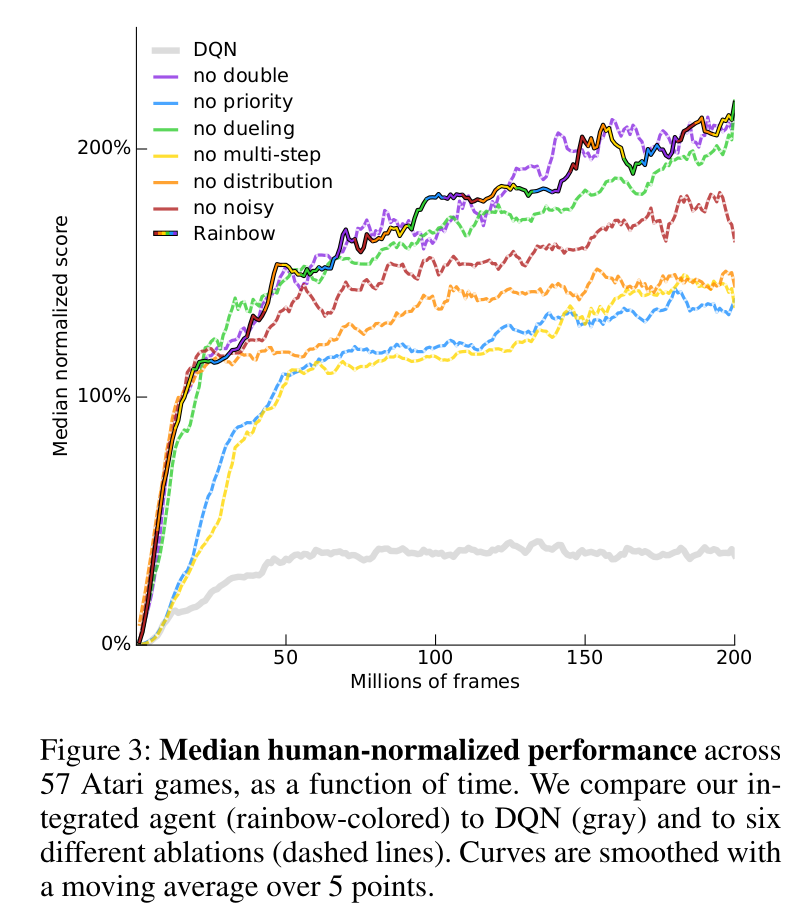 DQN
no double
no priority
no dueling
no multi-step
no distribution
no noisy
Rainbow
200%
100%
0%
Median normalized score
50 100 150 200
Millions of frames
Figure 3: Median human-normalized performance across
57 Atari games, as a function of time. We compare our in-
tegrated agent (rainbow-colored) to DQN (gray) and to six
different ablations (dashed lines). Curves are smoothed with
a moving average over 5 points.